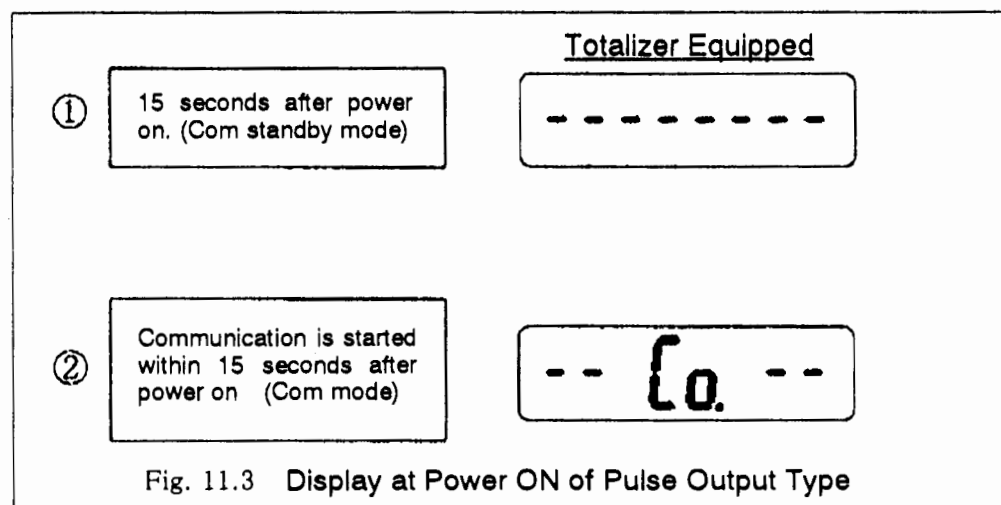 Totalizer Equipped
① 15 seconds after power
on. (Com standby mode)
- - - - - - - -
② Communication is started
within 15 seconds after
power on (Com mode)
- - Co. - -
Fig. 11.3 Display at Power ON of Pulse Output Type